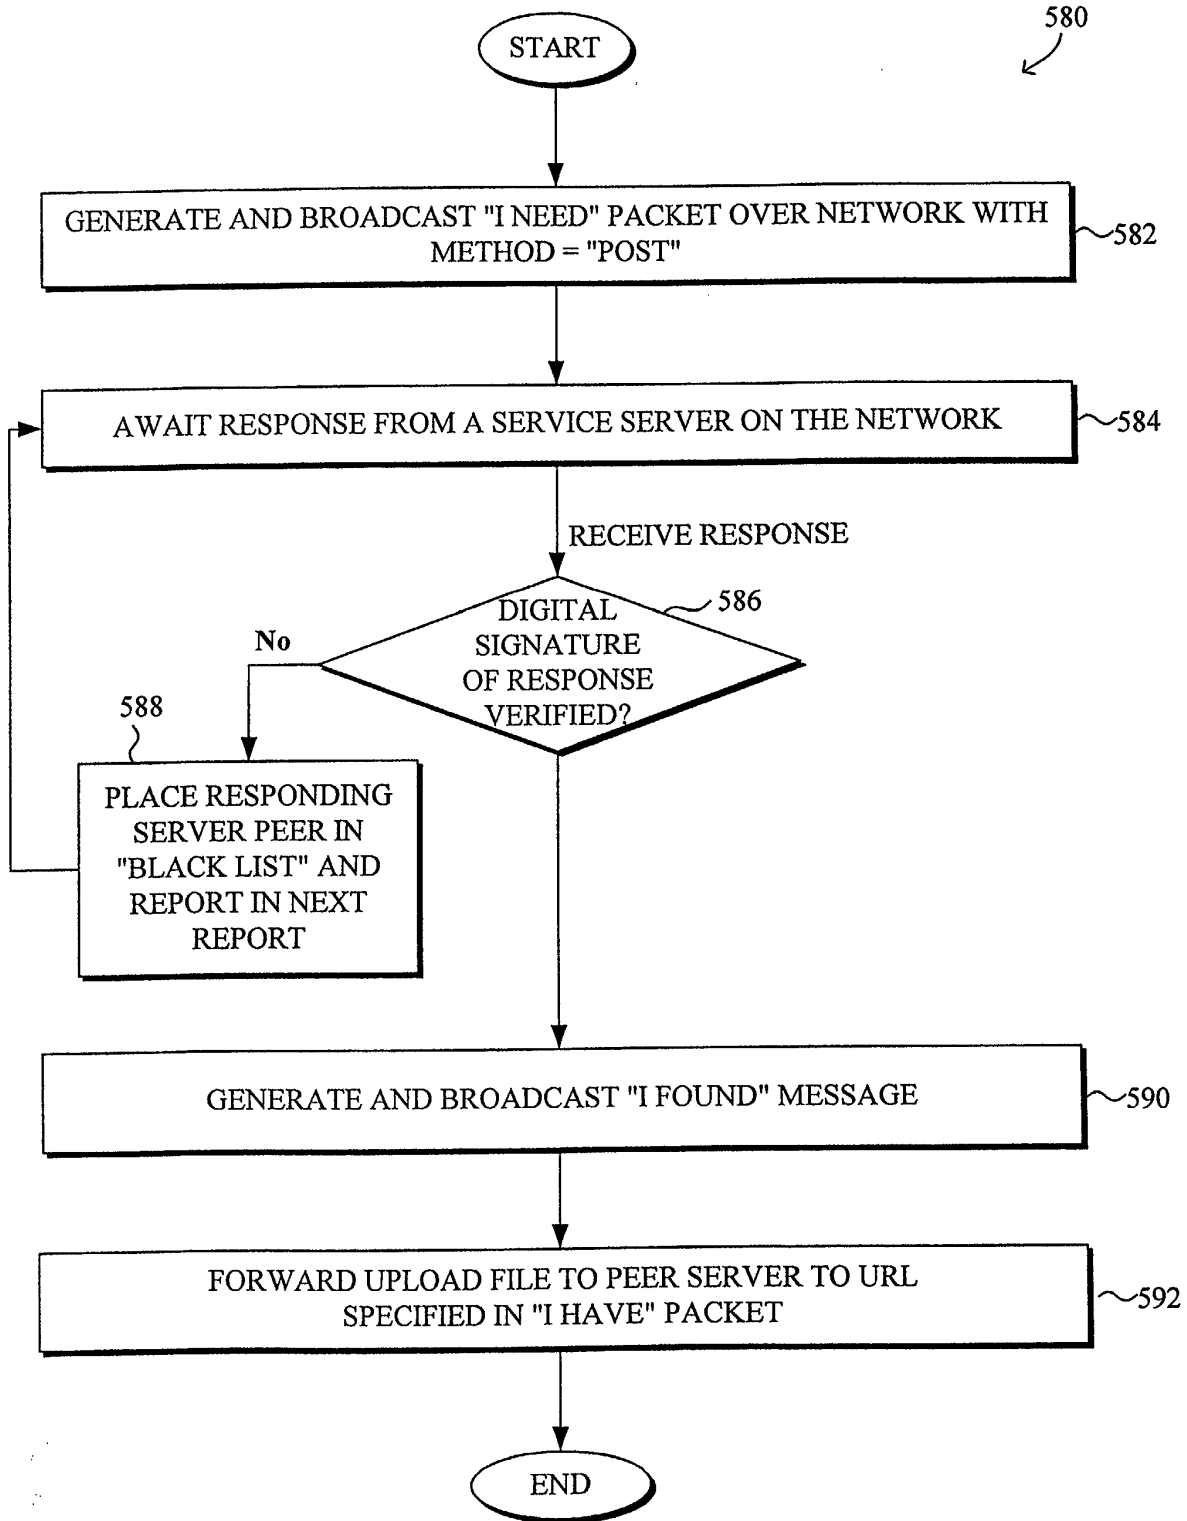 580
START
GENERATE AND BROADCAST "I NEED" PACKET OVER NETWORK WITH
METHOD = "POST"
582
AWAIT RESPONSE FROM A SERVICE SERVER ON THE NETWORK
584
RECEIVE RESPONSE
DIGITAL
SIGNATURE
OF RESPONSE
VERIFIED?
586
No
588
PLACE RESPONDING
SERVER PEER IN
"BLACK LIST" AND
REPORT IN NEXT
REPORT
GENERATE AND BROADCAST "I FOUND" MESSAGE
590
FORWARD UPLOAD FILE TO PEER SERVER TO URL
SPECIFIED IN "I HAVE" PACKET
592
END